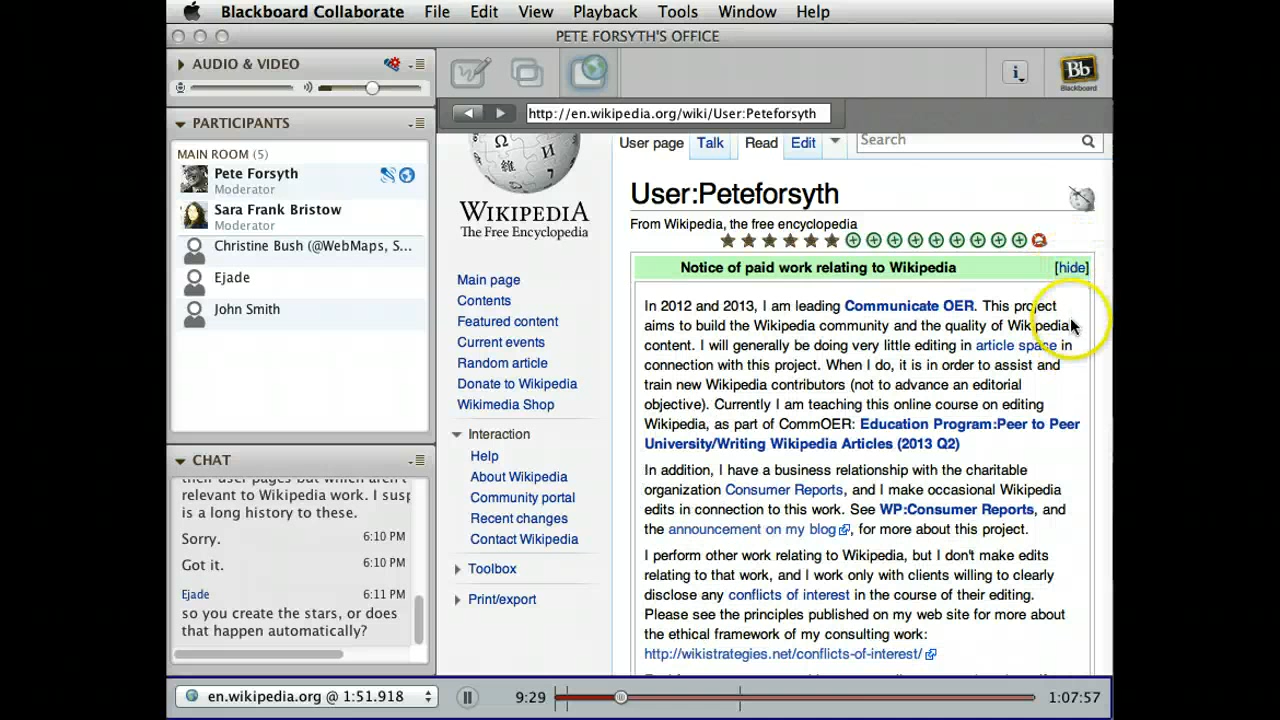 Blackboard Collaborate File Edit View Playback Tools Window Help
PETE FORSYTH'S OFFICE
AUDIO & VIDEO
PARTICIPANTS
MAIN ROOM (5)
Pete Forsyth
Moderator
Sara Frank Bristow
Moderator
Christine Bush (@WebMaps, S...
Ejade
John Smith
CHAT
their user pages but which aren't
relevant to Wikipedia work. I susp
is a long history to these.
Sorry. 6:10 PM
Got it. 6:10 PM
Ejade 6:11 PM
so you create the stars, or does
that happen automatically?
en.wikipedia.org @ 1:51.918
i
Bb
Blackboard
http://en.wikipedia.org/wiki/User:Peteforsyth
WIKIPEDIA
The Free Encyclopedia
Main page
Contents
Featured content
Current events
Random article
Donate to Wikipedia
Wikimedia Shop
Interaction
Help
About Wikipedia
Community portal
Recent changes
Contact Wikipedia
Toolbox
Print/export
User page Talk Read Edit Search
User:Peteforsyth
From Wikipedia, the free encyclopedia
Notice of paid work relating to Wikipedia [hide]
In 2012 and 2013, I am leading Communicate OER. This project
aims to build the Wikipedia community and the quality of Wikipedia
content. I will generally be doing very little editing in article space in
connection with this project. When I do, it is in order to assist and
train new Wikipedia contributors (not to advance an editorial
objective). Currently I am teaching this online course on editing
Wikipedia, as part of CommOER: Education Program:Peer to Peer
University/Writing Wikipedia Articles (2013 Q2)
In addition, I have a business relationship with the charitable
organization Consumer Reports, and I make occasional Wikipedia
edits in connection to this work. See WP:Consumer Reports, and
the announcement on my blog, for more about this project.
I perform other work relating to Wikipedia, but I don't make edits
relating to that work, and I work only with clients willing to clearly
disclose any conflicts of interest in the course of their editing.
Please see the principles published on my web site for more about
the ethical framework of my consulting work:
http://wikistrategies.net/conflicts-of-interest/
9:29 1:07:57